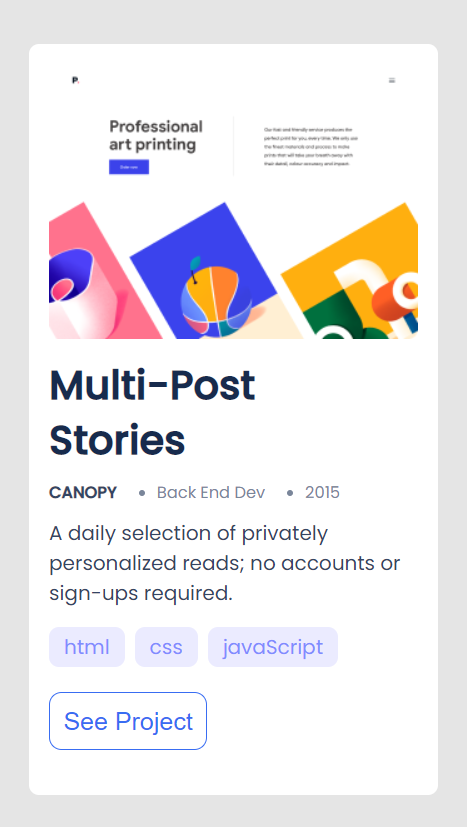 P.
Professional
art printing
Our fast and friendly service produces the
perfect print for you, every time. We only use
the finest materials and process to make
prints that will take your breath away with
their detail, colour accuracy and impact.
Multi-Post
Stories
CANOPY • Back End Dev • 2015
A daily selection of privately
personalized reads; no accounts or
sign-ups required.
html css javaScript
See Project